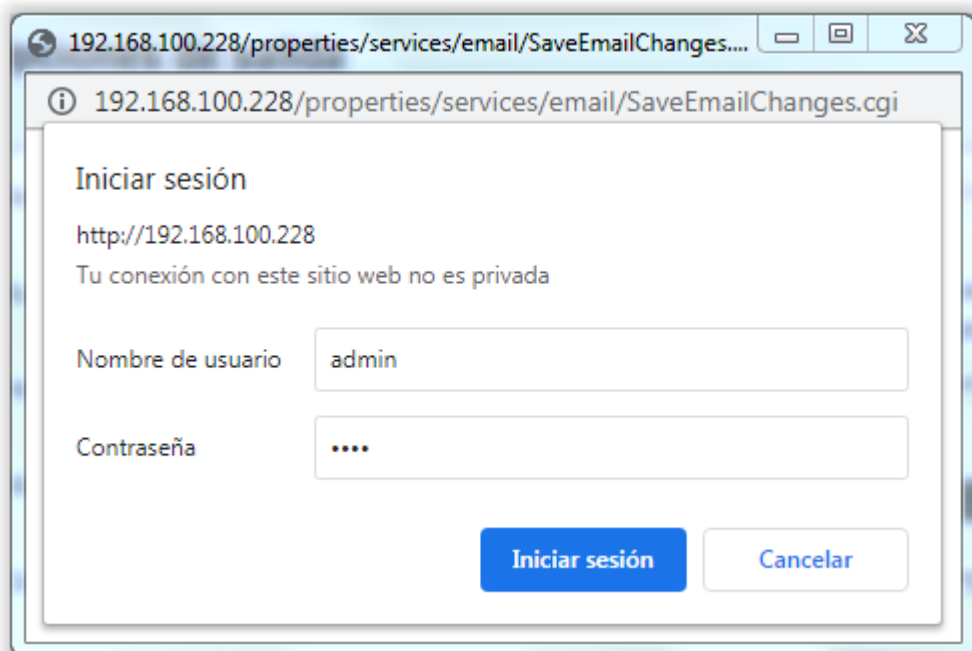 192.168.100.228/properties/services/email/SaveEmailChanges....
192.168.100.228/properties/services/email/SaveEmailChanges.cgi
Iniciar sesión
http://192.168.100.228
Tu conexión con este sitio web no es privada
Nombre de usuario admin
Contraseña ••••
Iniciar sesión Cancelar